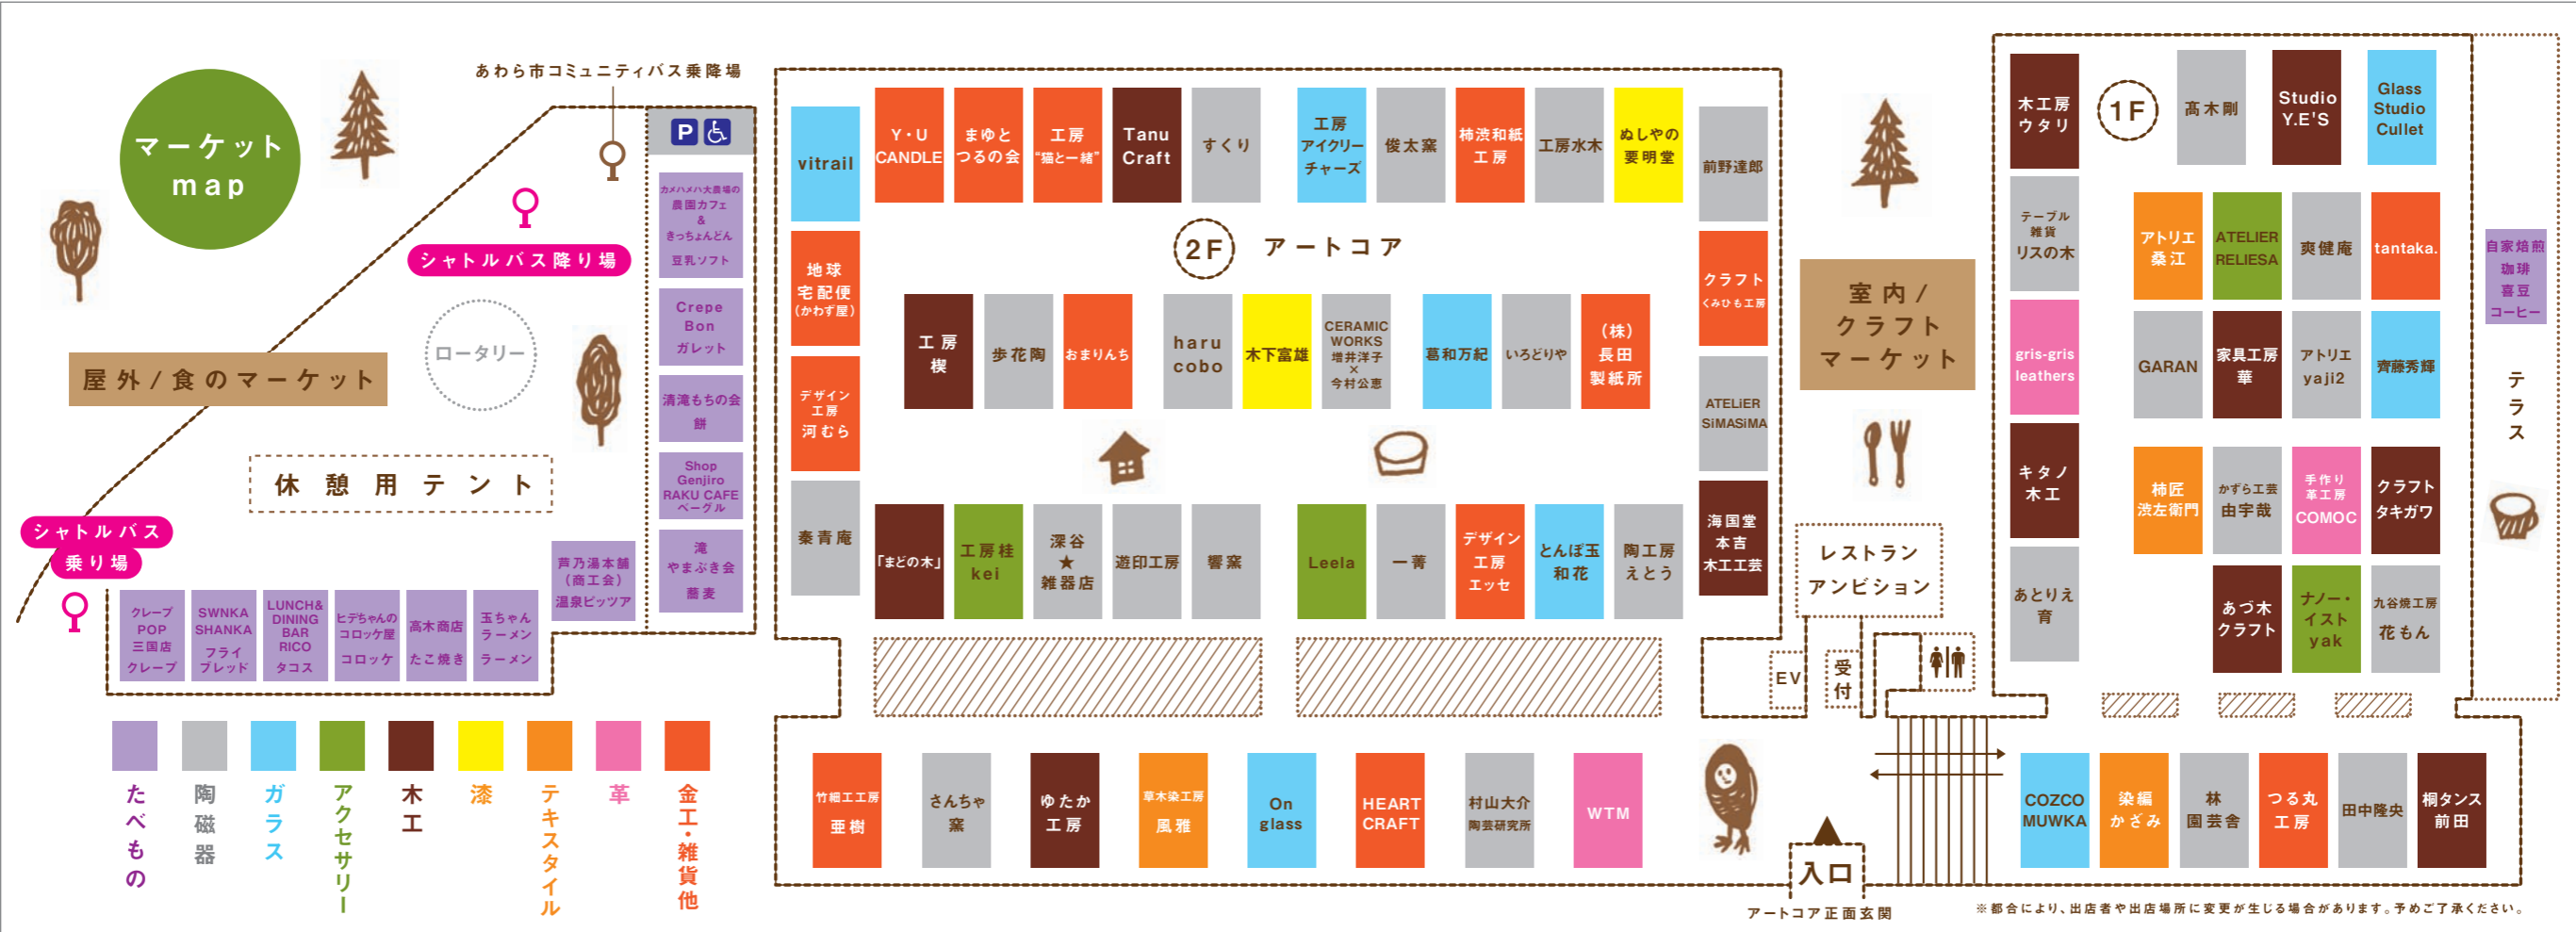 マーケット
map
あわら市コミュニティバス乗降場
シャトルバス降り場
ロータリー
屋外/食のマーケット
休憩用テント
シャトルバス
乗り場
P
カメハメハ大農場の
農園カフェ
&
きっちょんどん
豆乳ソフト
Crepe
Bon
ガレット
清滝もちの会
餅
Shop
Genjiro
RAKU CAFE
ベーグル
滝
やまぶき会
蕎麦
芦乃湯本舗
(商工会)
温泉ピッツア
クレープ
POP
三国店
クレープ
SWNKA
SHANKA
フライ
ブレッド
LUNCH&
DINING
BAR
RICO
タコス
ヒデちゃんの
コロッケ屋
コロッケ
高木商店
たこ焼き
玉ちゃん
ラーメン
ラーメン
たべもの
陶磁器
ガラス
アクセサリー
木工
漆
テキスタイル
革
金工・雑貨他
vitrail
地球
宅配便
(かわず屋)
デザイン
工房
河むら
秦青庵
Y・U
CANDLE
まゆと
つるの会
工房
“猫と一緒”
Tanu
Craft
すくり
工房
アイクリー
チャーズ
俊太窯
柿渋和紙
工房
工房水木
ぬしやの
要明堂
前野達郎
クラフト
くみひも工房
ATELiER
SiMASiMA
海国堂
本吉
木工工芸
2F アートコア
工房
楔
歩花陶
おまりんち
haru
cobo
木下富雄
CERAMIC
WORKS
増井洋子
×
今村公恵
葛和万紀
いろどりや
(株)
長田
製紙所
「まどの木」
工房桂
kei
深谷
★
雑器店
遊印工房
響窯
Leela
一菁
デザイン
工房
エッセ
とんぼ玉
和花
陶工房
えとう
竹細工工房
亜樹
さんちゃ
窯
ゆたか
工房
草木染工房
風雅
On
glass
HEART
CRAFT
村山大介
陶芸研究所
WTM
室内/
クラフト
マーケット
レストラン
アンビション
EV
受付
入口
アートコア正面玄関
1F
木工房
ウタリ
テーブル
雑貨
リスの木
gris-gris
leathers
キタノ
木工
あとりえ
育
髙木剛
Studio
Y.E'S
Glass
Studio
Cullet
アトリエ
桑江
ATELIER
RELIESA
爽健庵
tantaka.
GARAN
家具工房
華
アトリエ
yaji2
齊藤秀輝
柿匠
渋左衛門
かずら工芸
由宇哉
手作り
革工房
COMOC
クラフト
タキガワ
あづ木
クラフト
ナノー・
イスト
yak
九谷焼工房
花もん
自家焙煎
珈琲
喜豆
コーヒー
テラス
COZCO
MUWKA
染編
かざみ
林
園芸舎
つる丸
工房
田中隆央
桐タンス
前田
※都合により、出店者や出店場所に変更が生じる場合があります。予めご了承ください。